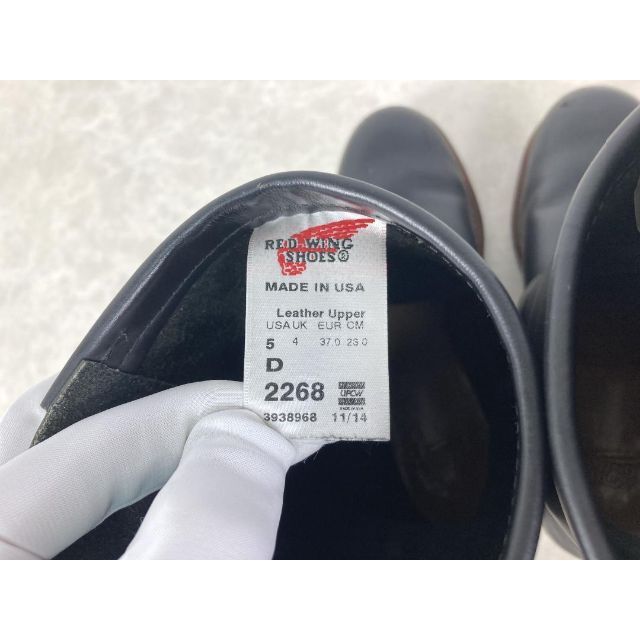 RED WING
SHOES®
MADE IN USA
Leather Upper
USA UK EUR CM
5 4 37.0 23.0
D
2268
UFCW
3938968 11/14